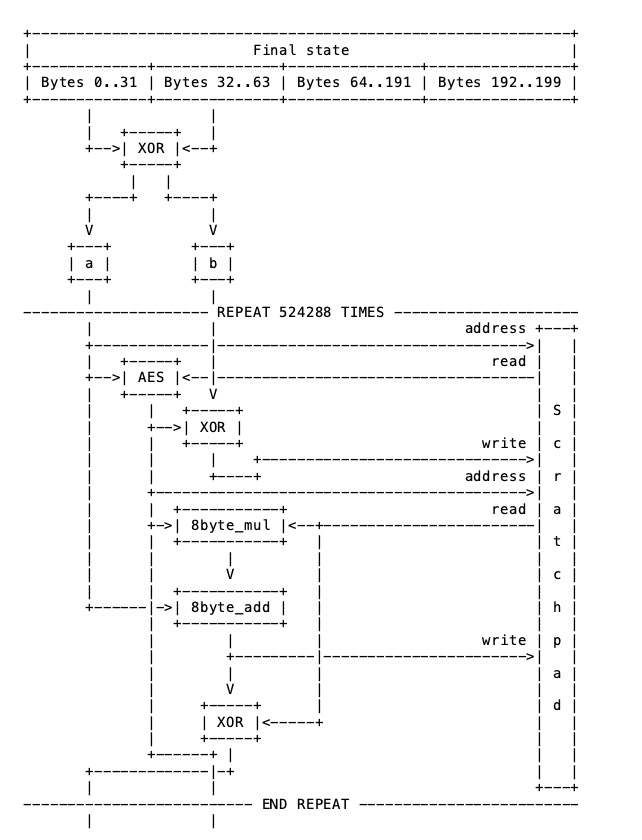 Final state
Bytes 0..31 | Bytes 32..63 | Bytes 64..191 | Bytes 192..199
XOR
a b
REPEAT 524288 TIMES
address
read
AES
XOR
write
address
read
8byte_mul
8byte_add
write
XOR
END REPEAT
Scratchpad